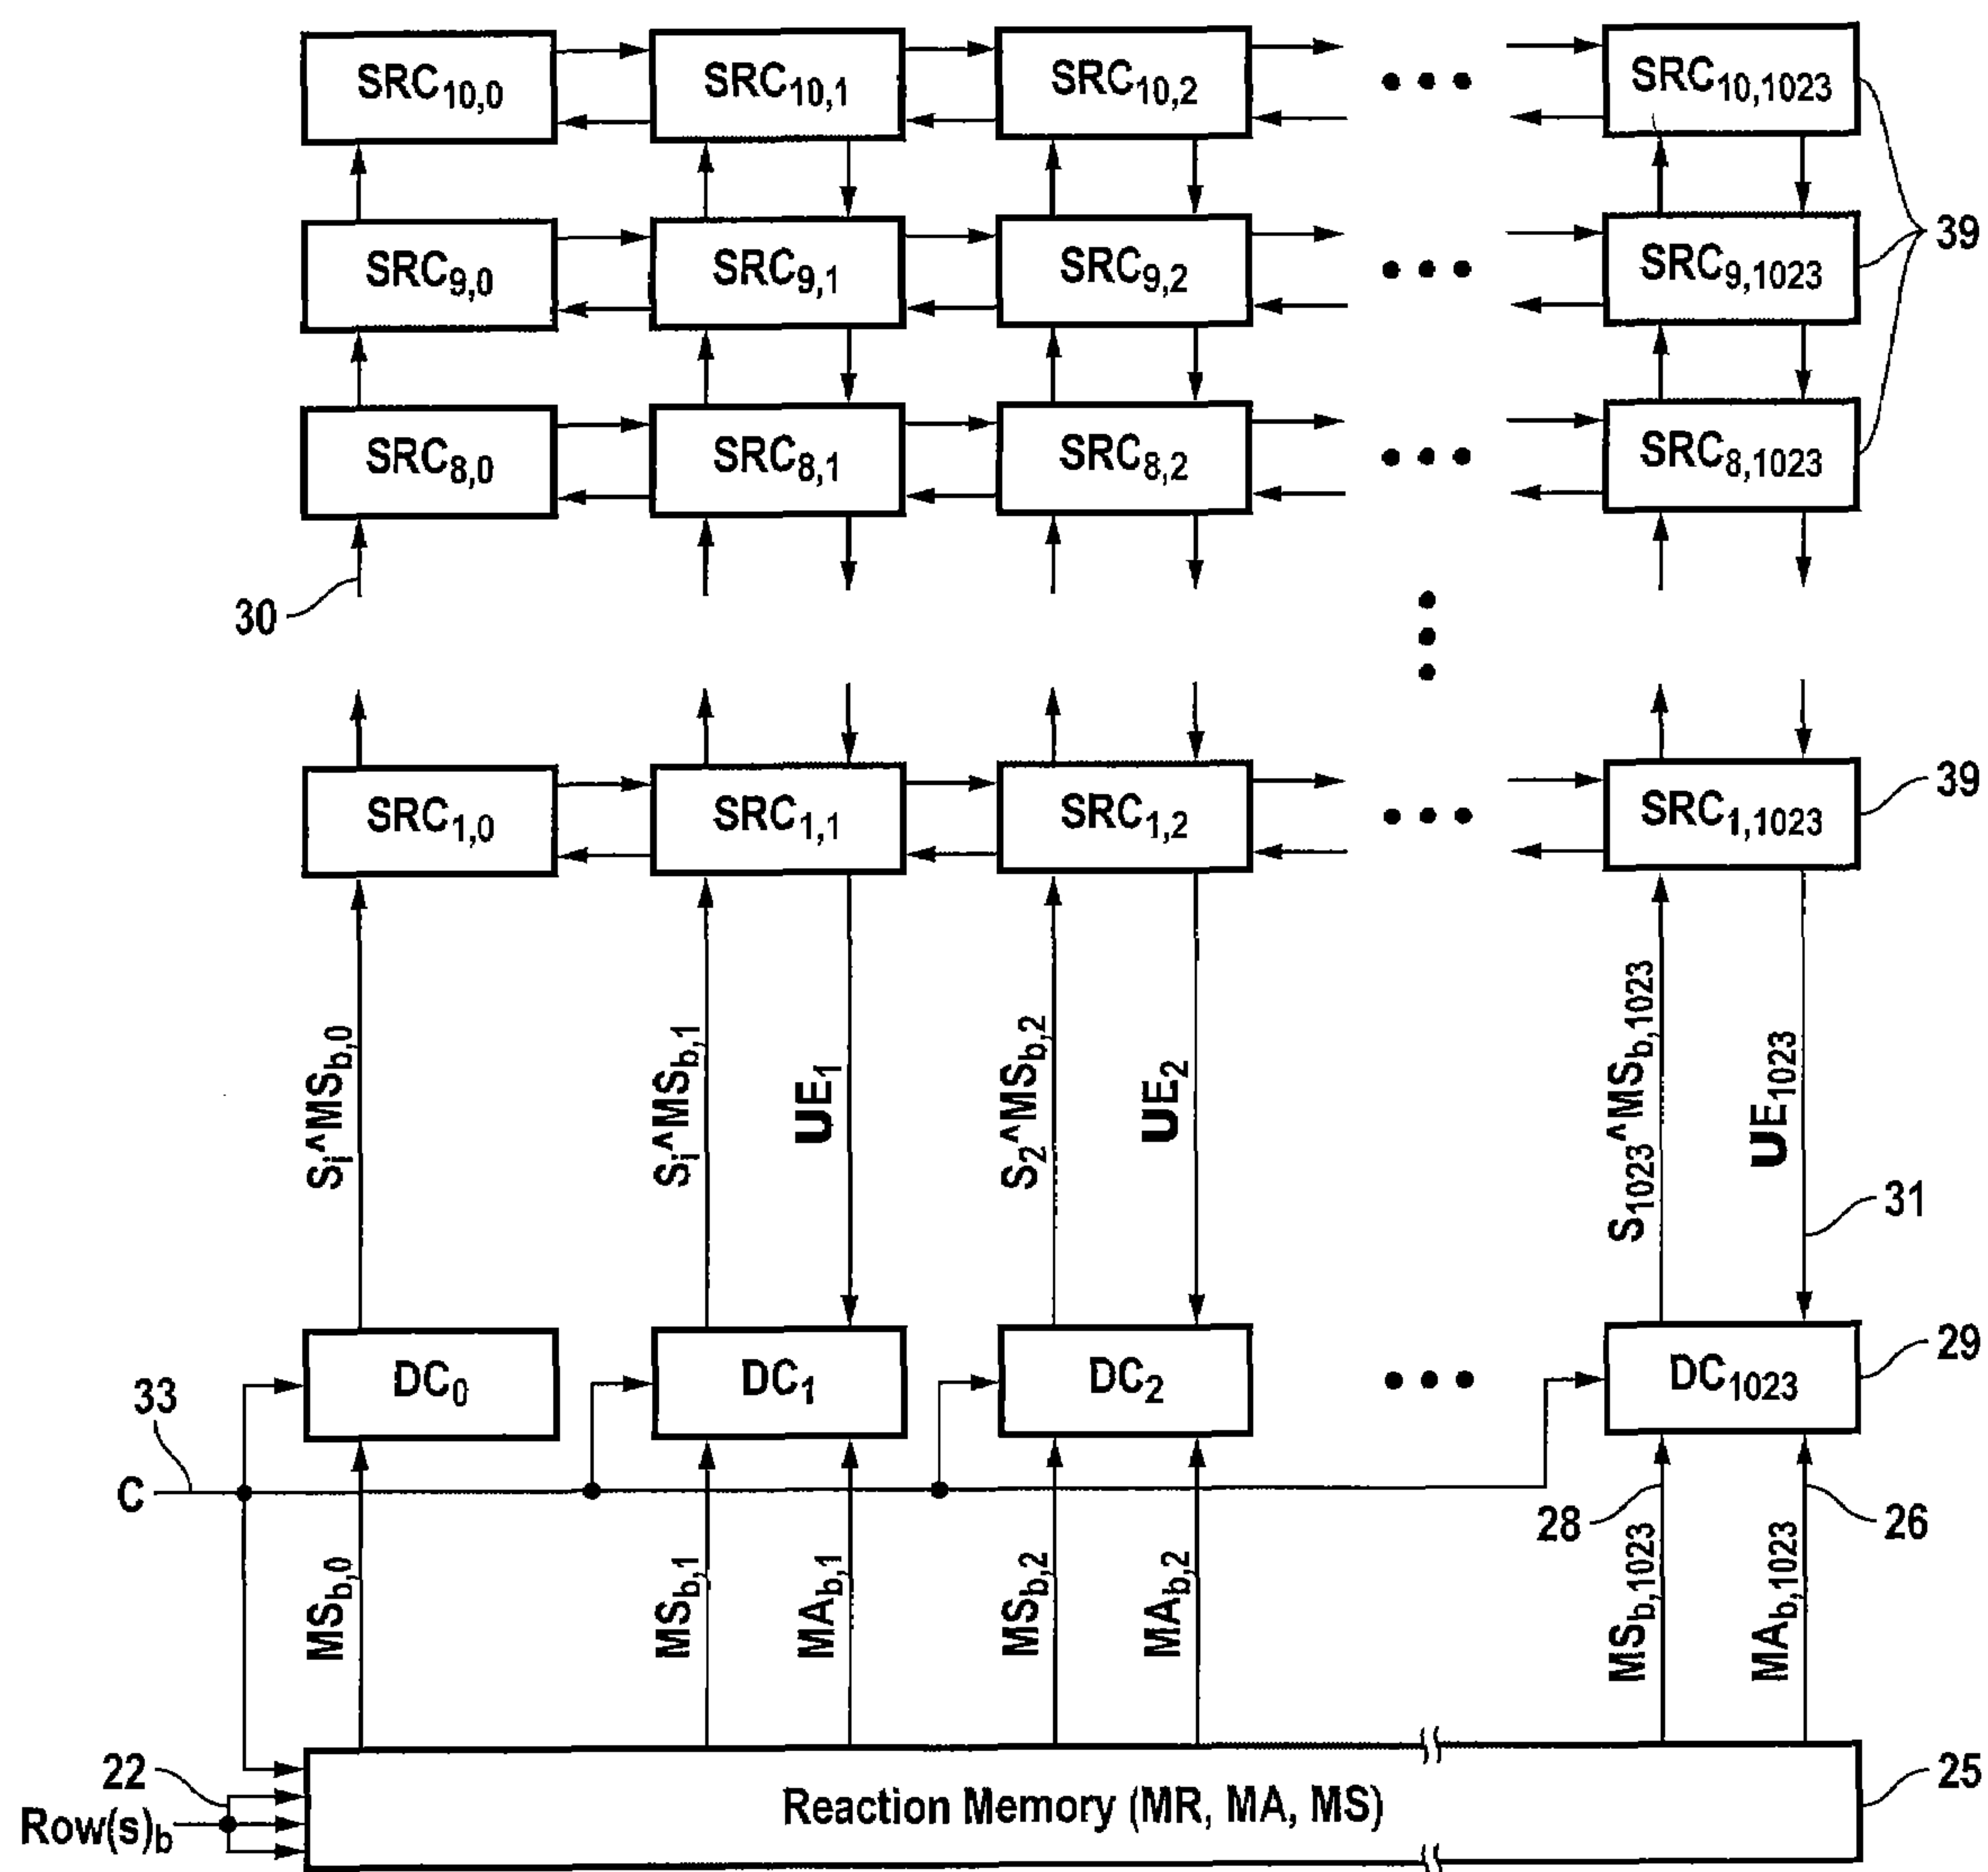 SRC10,0 SRC10,1 SRC10,2 ••• SRC10,1023
39
SRC9,0 SRC9,1 SRC9,2 ••• SRC9,1023
SRC8,0 SRC8,1 SRC8,2 ••• SRC8,1023
30
SRC1,0 SRC1,1 SRC1,2 ••• SRC1,1023
39
Si^MSb,0 Si^MSb,1 UE1 S2^MSb,2 UE2 S1023^MSb,1023 UE1023
31
DC0 DC1 DC2 ••• DC1023
29
33
C
28
26
MSb,0 MSb,1 MAb,1 MSb,2 MAb,2 MSb,1023 MAb,1023
22
Row(s)b
Reaction Memory (MR, MA, MS)
25